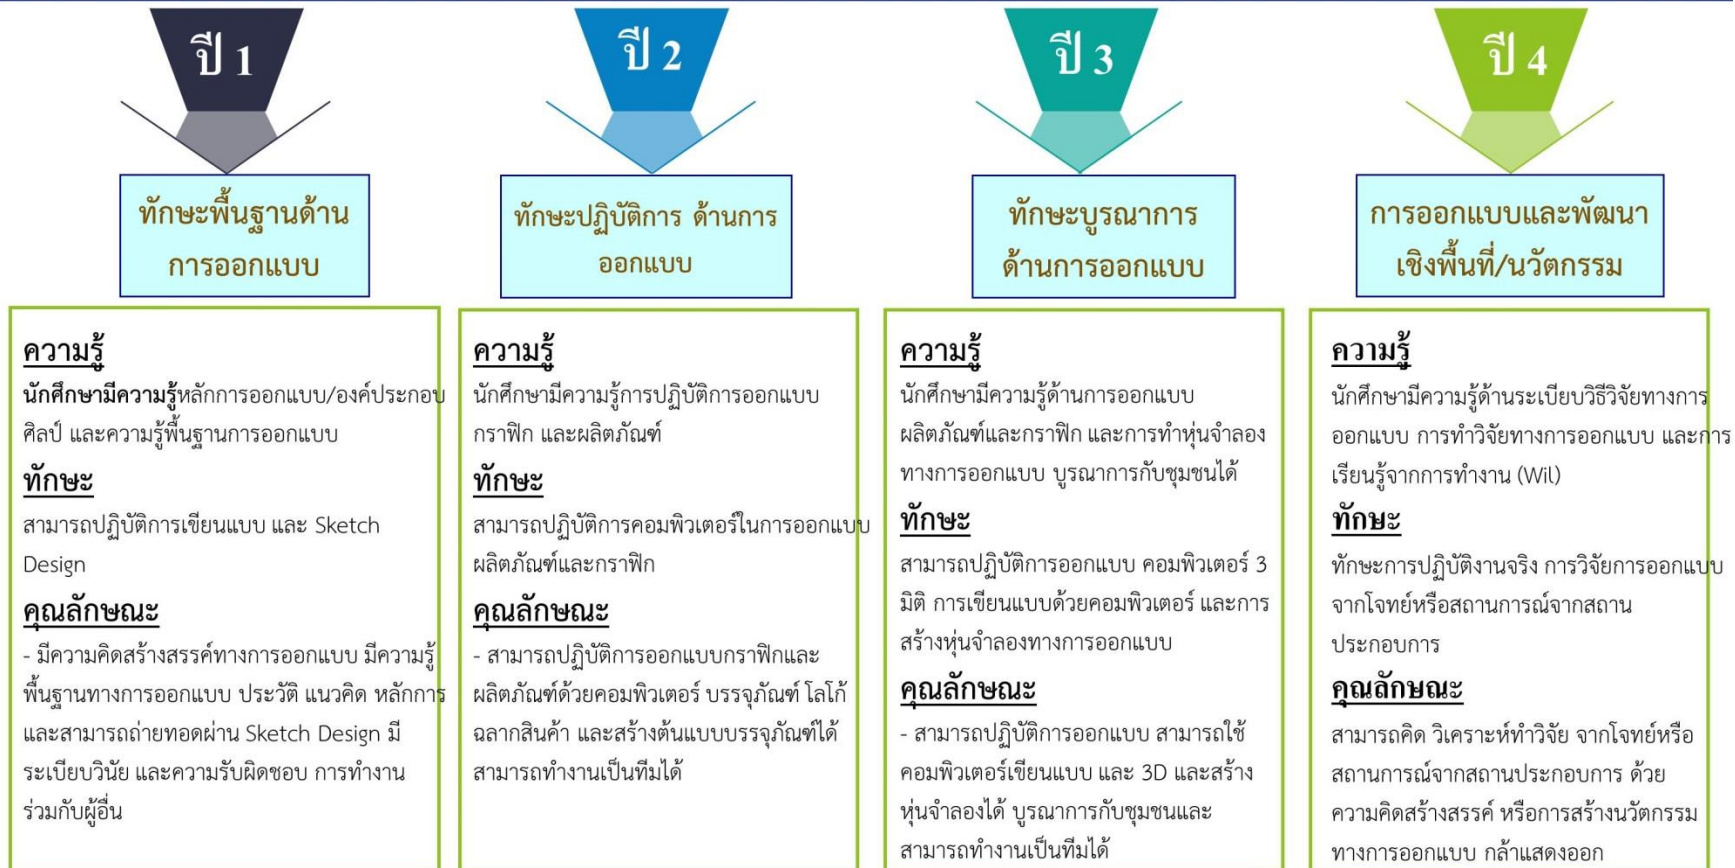 ปี 1
ทักษะพื้นฐานด้าน
การออกแบบ
ความรู้
นักศึกษามีความรู้หลักการออกแบบ/องค์ประกอบ
ศิลป์ และความรู้พื้นฐานการออกแบบ
ทักษะ
สามารถปฏิบัติการเขียนแบบ และ Sketch
Design
คุณลักษณะ
- มีความคิดสร้างสรรค์ทางการออกแบบ มีความรู้
พื้นฐานทางการออกแบบ ประวัติ แนวคิด หลักการ
และสามารถถ่ายทอดผ่าน Sketch Design มี
ระเบียบวินัย และความรับผิดชอบ การทำงาน
ร่วมกับผู้อื่น
ปี 2
ทักษะปฏิบัติการ ด้านการ
ออกแบบ
ความรู้
นักศึกษามีความรู้การปฏิบัติการออกแบบ
กราฟิก และผลิตภัณฑ์
ทักษะ
สามารถปฏิบัติการคอมพิวเตอร์ในการออกแบบ
ผลิตภัณฑ์และกราฟิก
คุณลักษณะ
- สามารถปฏิบัติการออกแบบกราฟิกและ
ผลิตภัณฑ์ด้วยคอมพิวเตอร์ บรรจุภัณฑ์ โลโก้
ฉลากสินค้า และสร้างต้นแบบบรรจุภัณฑ์ได้
สามารถทำงานเป็นทีมได้
ปี 3
ทักษะบูรณาการ
ด้านการออกแบบ
ความรู้
นักศึกษามีความรู้ด้านการออกแบบ
ผลิตภัณฑ์และกราฟิก และการทำหุ่นจำลอง
ทางการออกแบบ บูรณาการกับชุมชนได้
ทักษะ
สามารถปฏิบัติการออกแบบ คอมพิวเตอร์ 3
มิติ การเขียนแบบด้วยคอมพิวเตอร์ และการ
สร้างหุ่นจำลองทางการออกแบบ
คุณลักษณะ
- สามารถปฏิบัติการออกแบบ สามารถใช้
คอมพิวเตอร์เขียนแบบ และ 3D และสร้าง
หุ่นจำลองได้ บูรณาการกับชุมชนและ
สามารถทำงานเป็นทีมได้
ปี 4
การออกแบบและพัฒนา
เชิงพื้นที่/นวัตกรรม
ความรู้
นักศึกษามีความรู้ด้านระเบียบวิธีวิจัยทางการ
ออกแบบ การทำวิจัยทางการออกแบบ และการ
เรียนรู้จากการทำงาน (Wil)
ทักษะ
ทักษะการปฏิบัติงานจริง การวิจัยการออกแบบ
จากโจทย์หรือสถานการณ์จากสถาน
ประกอบการ
คุณลักษณะ
สามารถคิด วิเคราะห์ทำวิจัย จากโจทย์หรือ
สถานการณ์จากสถานประกอบการ ด้วย
ความคิดสร้างสรรค์ หรือการสร้างนวัตกรรม
ทางการออกแบบ กล้าแสดงออก